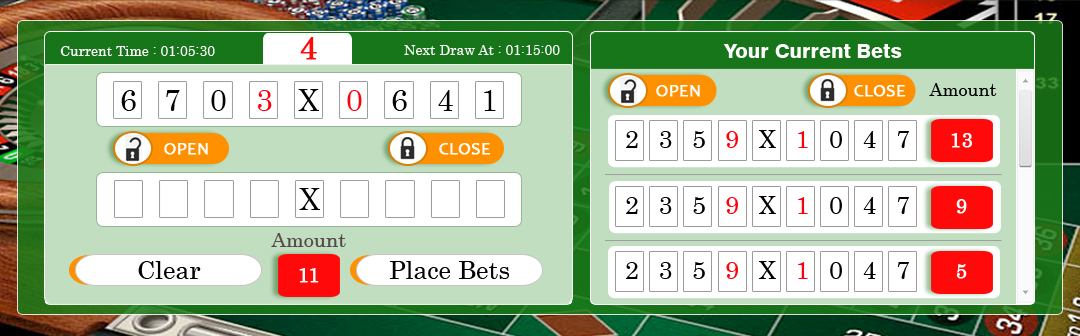 Current Time : 01:05:30
4
Next Draw At : 01:15:00
6 7 0 3 X 0 6 4 1
OPEN
CLOSE
X
Amount
Clear
11
Place Bets
Your Current Bets
OPEN
CLOSE
Amount
2 3 5 9 X 1 0 4 7 13
2 3 5 9 X 1 0 4 7 9
2 3 5 9 X 1 0 4 7 5
17
33
36